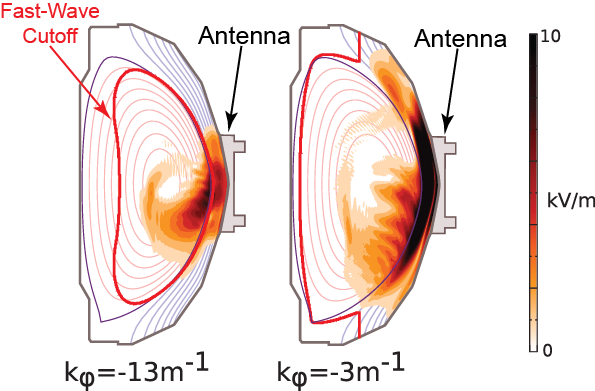 Fast-Wave
Cutoff
Antenna
Antenna
10
kV/m
0
kφ=-13m⁻¹
kφ=-3m⁻¹